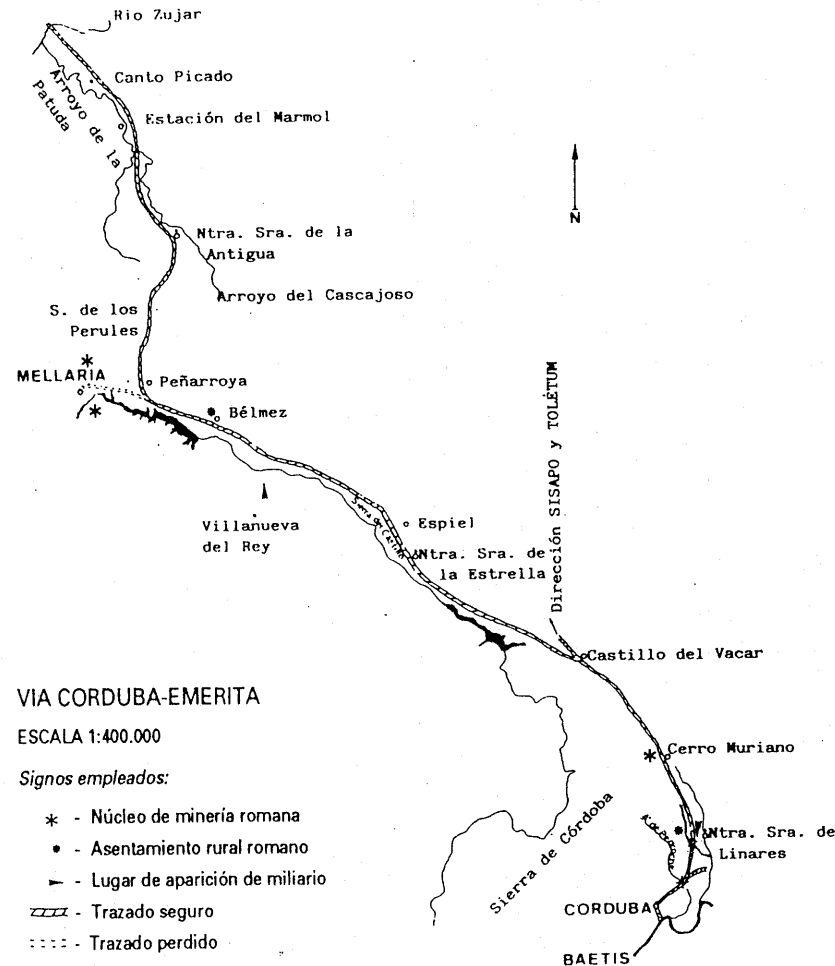 Rio Zujar
Canto Picado
Arroyo de la
Patuda
Estación del Marmol
N
Ntra. Sra. de la
Antigua
Arroyo del Cascajoso
S. de los
Perules
MELLARIA
Peñarroya
Bélmez
Dirección SISAPO y TOLÉTUM
Villanueva
del Rey
Espiel
Ntra. Sra. de
la Estrella
Castillo del Vacar
VIA CORDUBA-EMERITA
ESCALA 1:400.000
Signos empleados:
* - Núcleo de minería romana
• - Asentamiento rural romano
► - Lugar de aparición de miliario
- Trazado seguro
- Trazado perdido
Cerro Muriano
Sierra de Córdoba
Ntra. Sra. de
Linares
CORDUBA
BAETIS